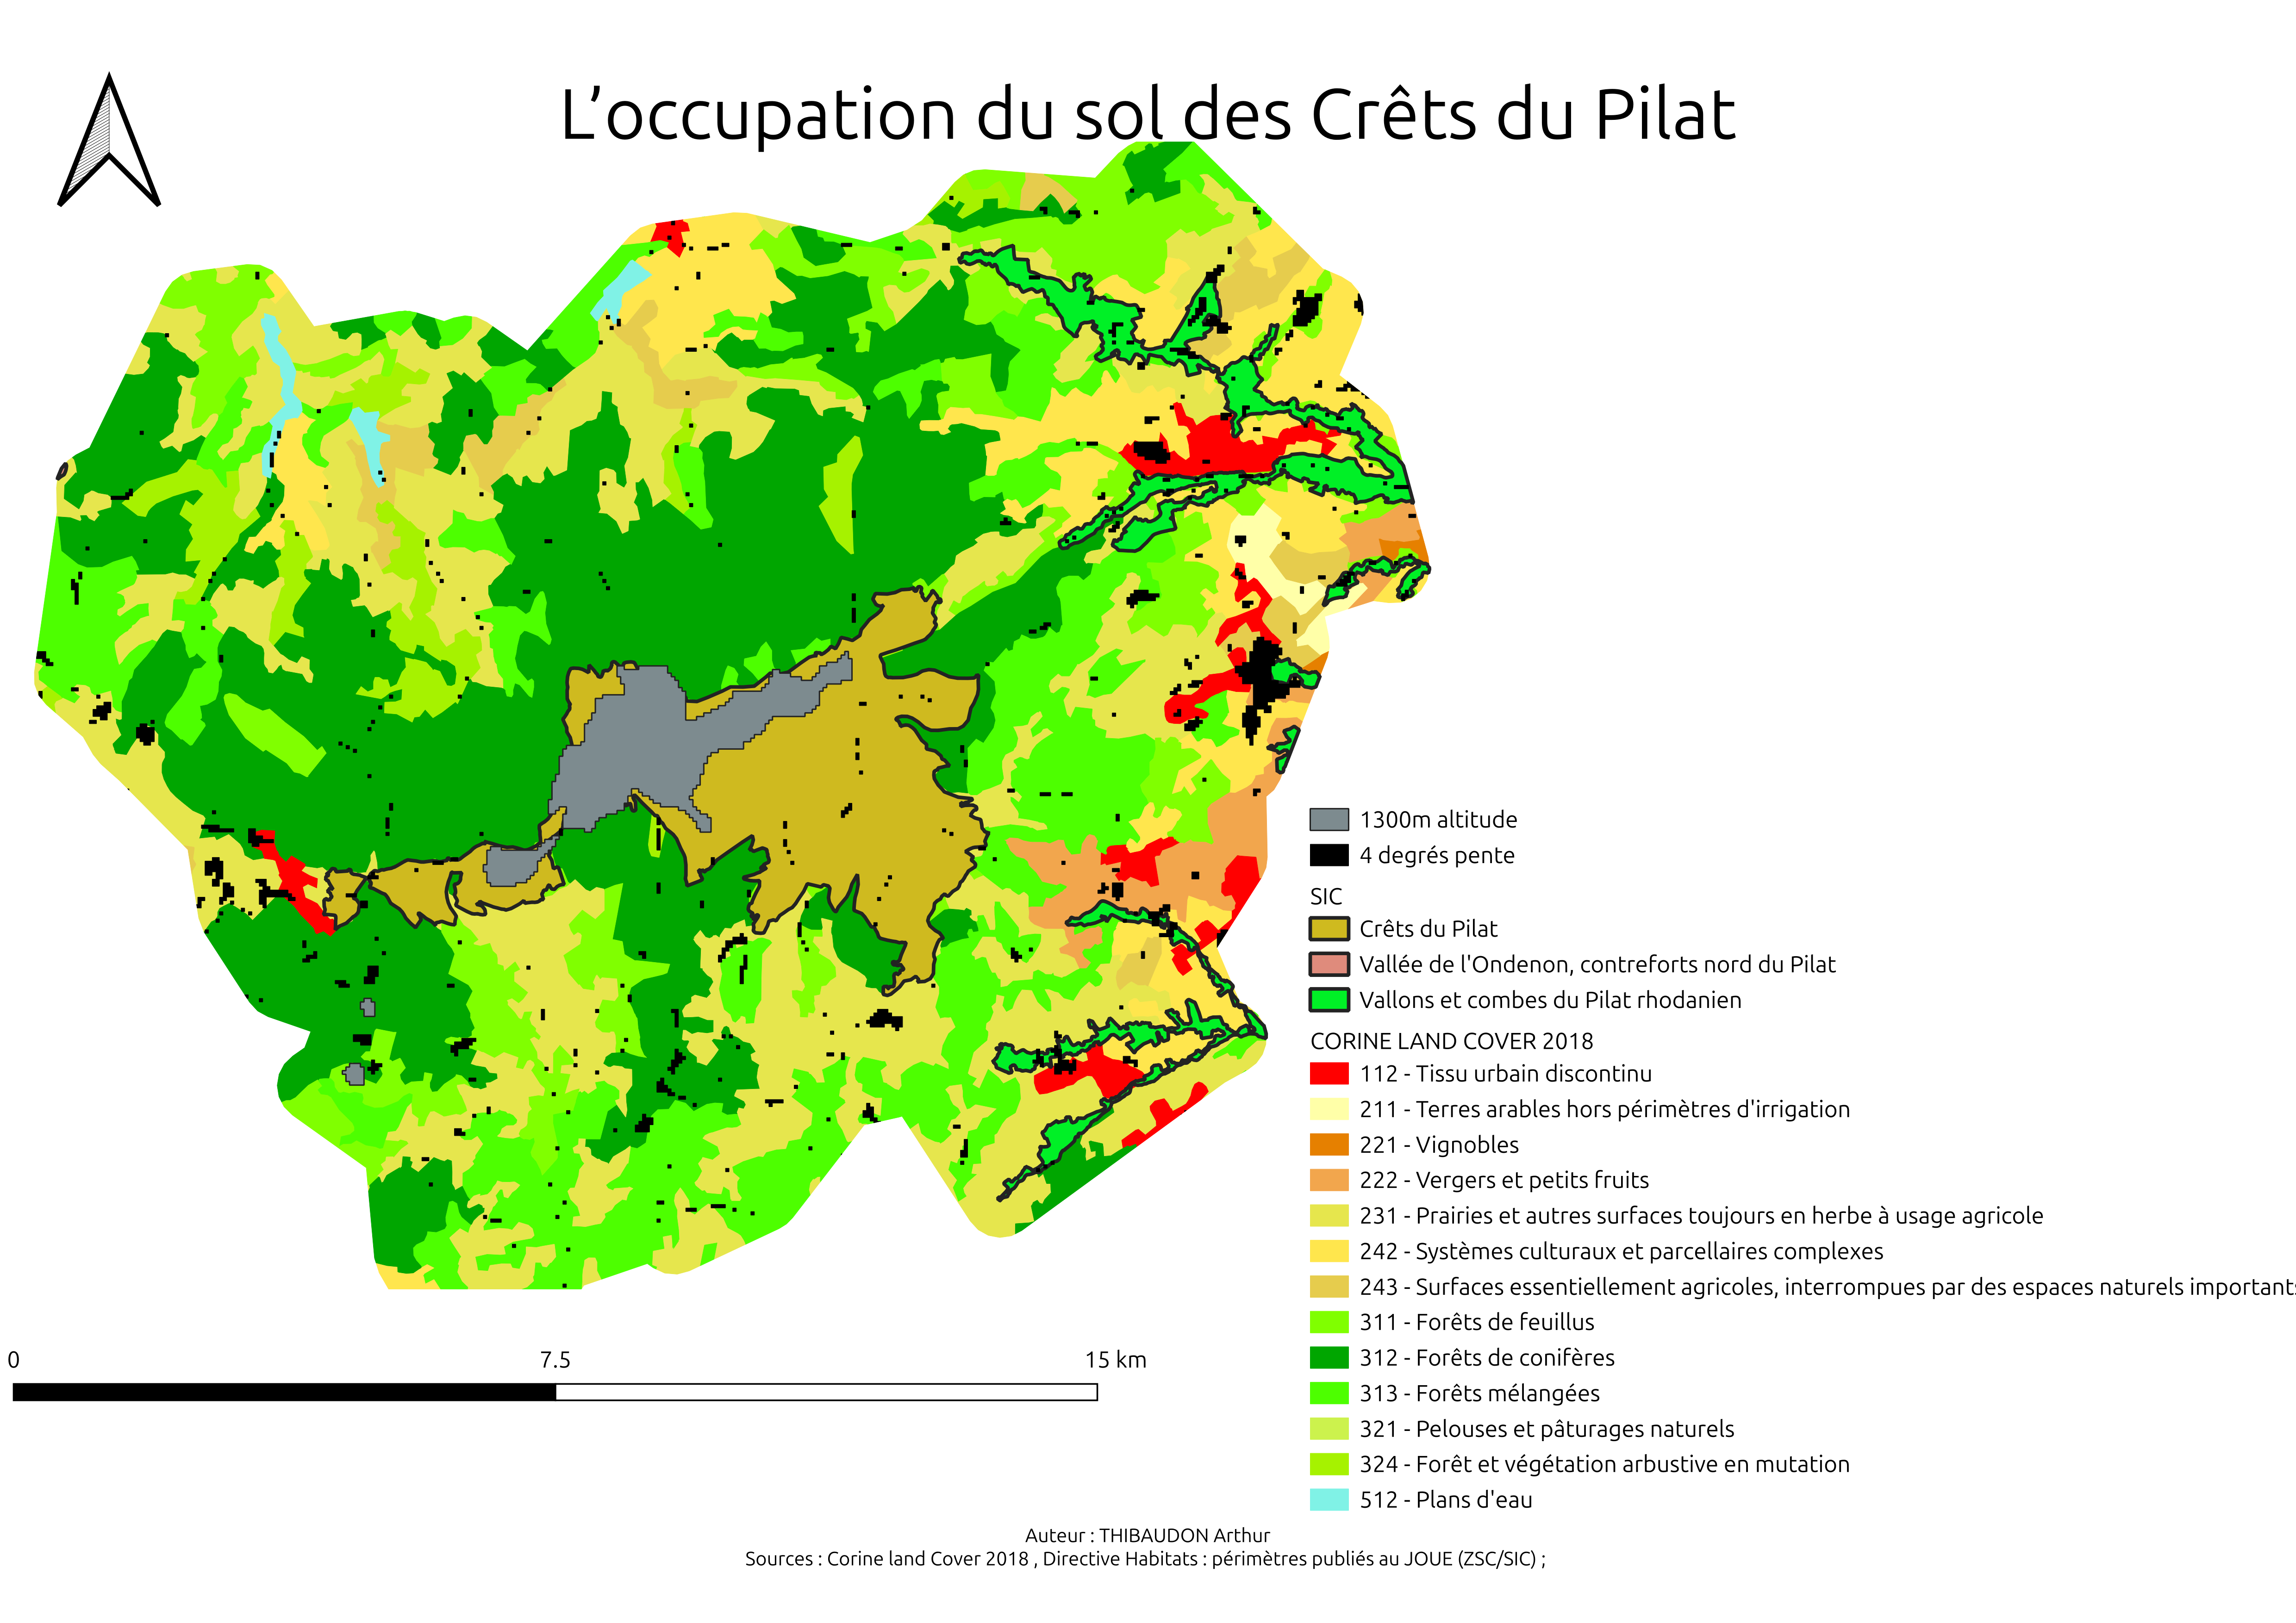 L’occupation du sol des Crêts du Pilat
1300m altitude
4 degrés pente
SIC
Crêts du Pilat
Vallée de l'Ondenon, contreforts nord du Pilat
Vallons et combes du Pilat rhodanien
CORINE LAND COVER 2018
112 - Tissu urbain discontinu
211 - Terres arables hors périmètres d'irrigation
221 - Vignobles
222 - Vergers et petits fruits
231 - Prairies et autres surfaces toujours en herbe à usage agricole
242 - Systèmes culturaux et parcellaires complexes
243 - Surfaces essentiellement agricoles, interrompues par des espaces naturels importants
311 - Forêts de feuillus
312 - Forêts de conifères
313 - Forêts mélangées
321 - Pelouses et pâturages naturels
324 - Forêt et végétation arbustive en mutation
512 - Plans d'eau
0 7.5 15 km
Auteur : THIBAUDON Arthur
Sources : Corine land Cover 2018 , Directive Habitats : périmètres publiés au JOUE (ZSC/SIC) ;